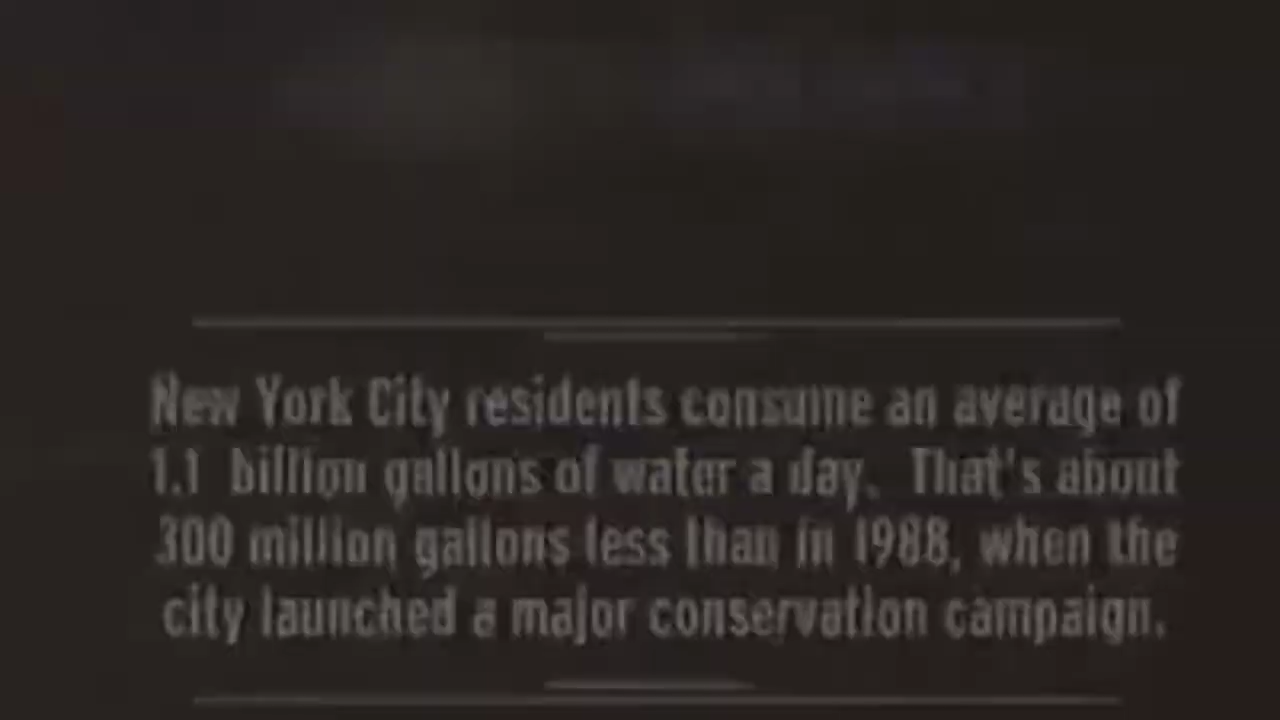 New York City residents consume an average of
1.1 billion gallons of water a day. That's about
300 million gallons less than in 1988, when the
city launched a major conservation campaign.